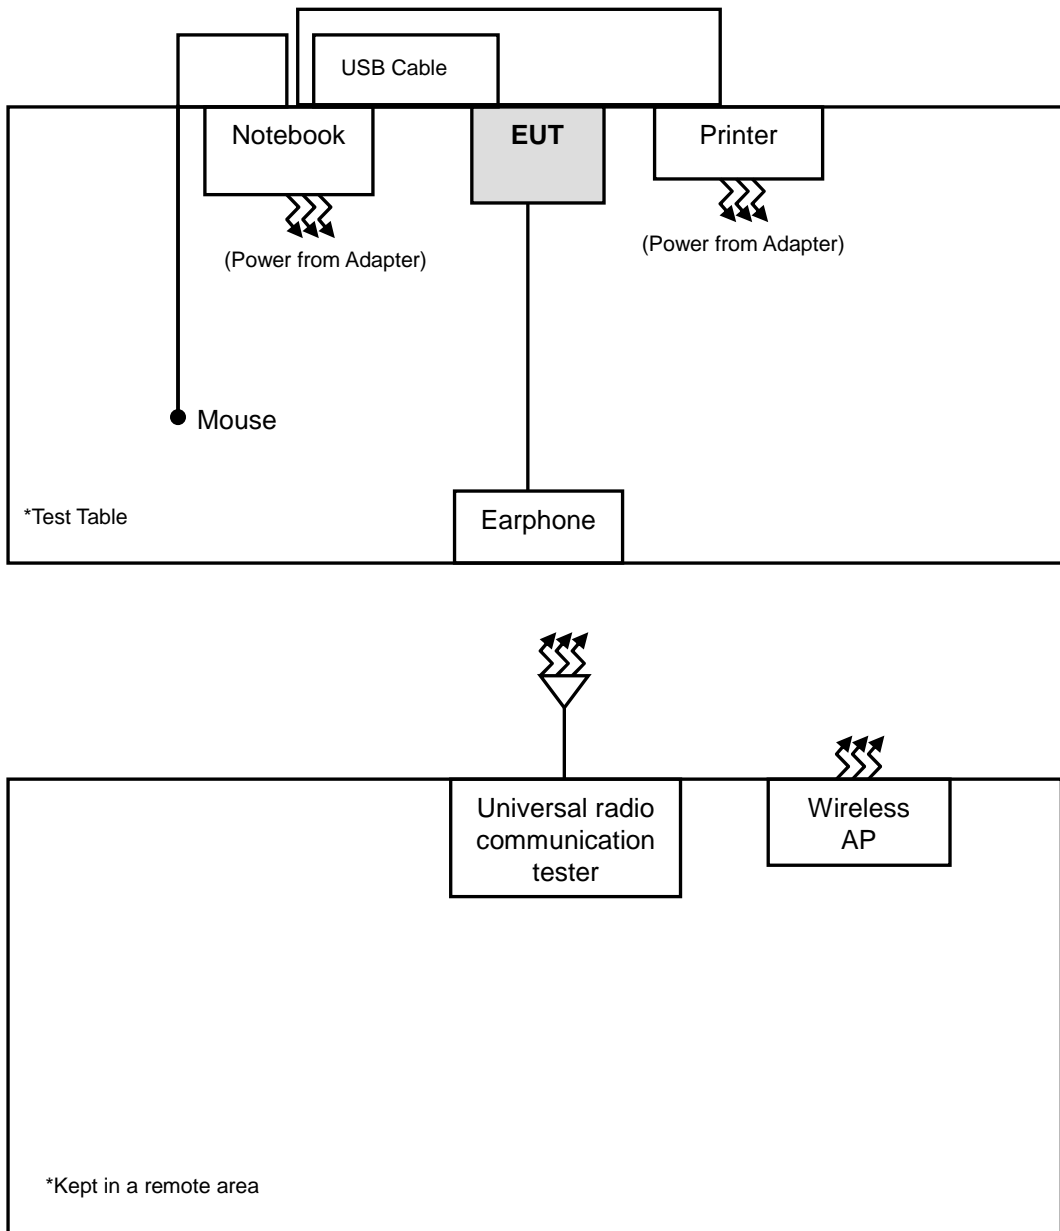 USB Cable
Notebook
EUT
Printer
(Power from Adapter)
(Power from Adapter)
Mouse
*Test Table
Earphone
Universal radio
communication
tester
Wireless
AP
*Kept in a remote area